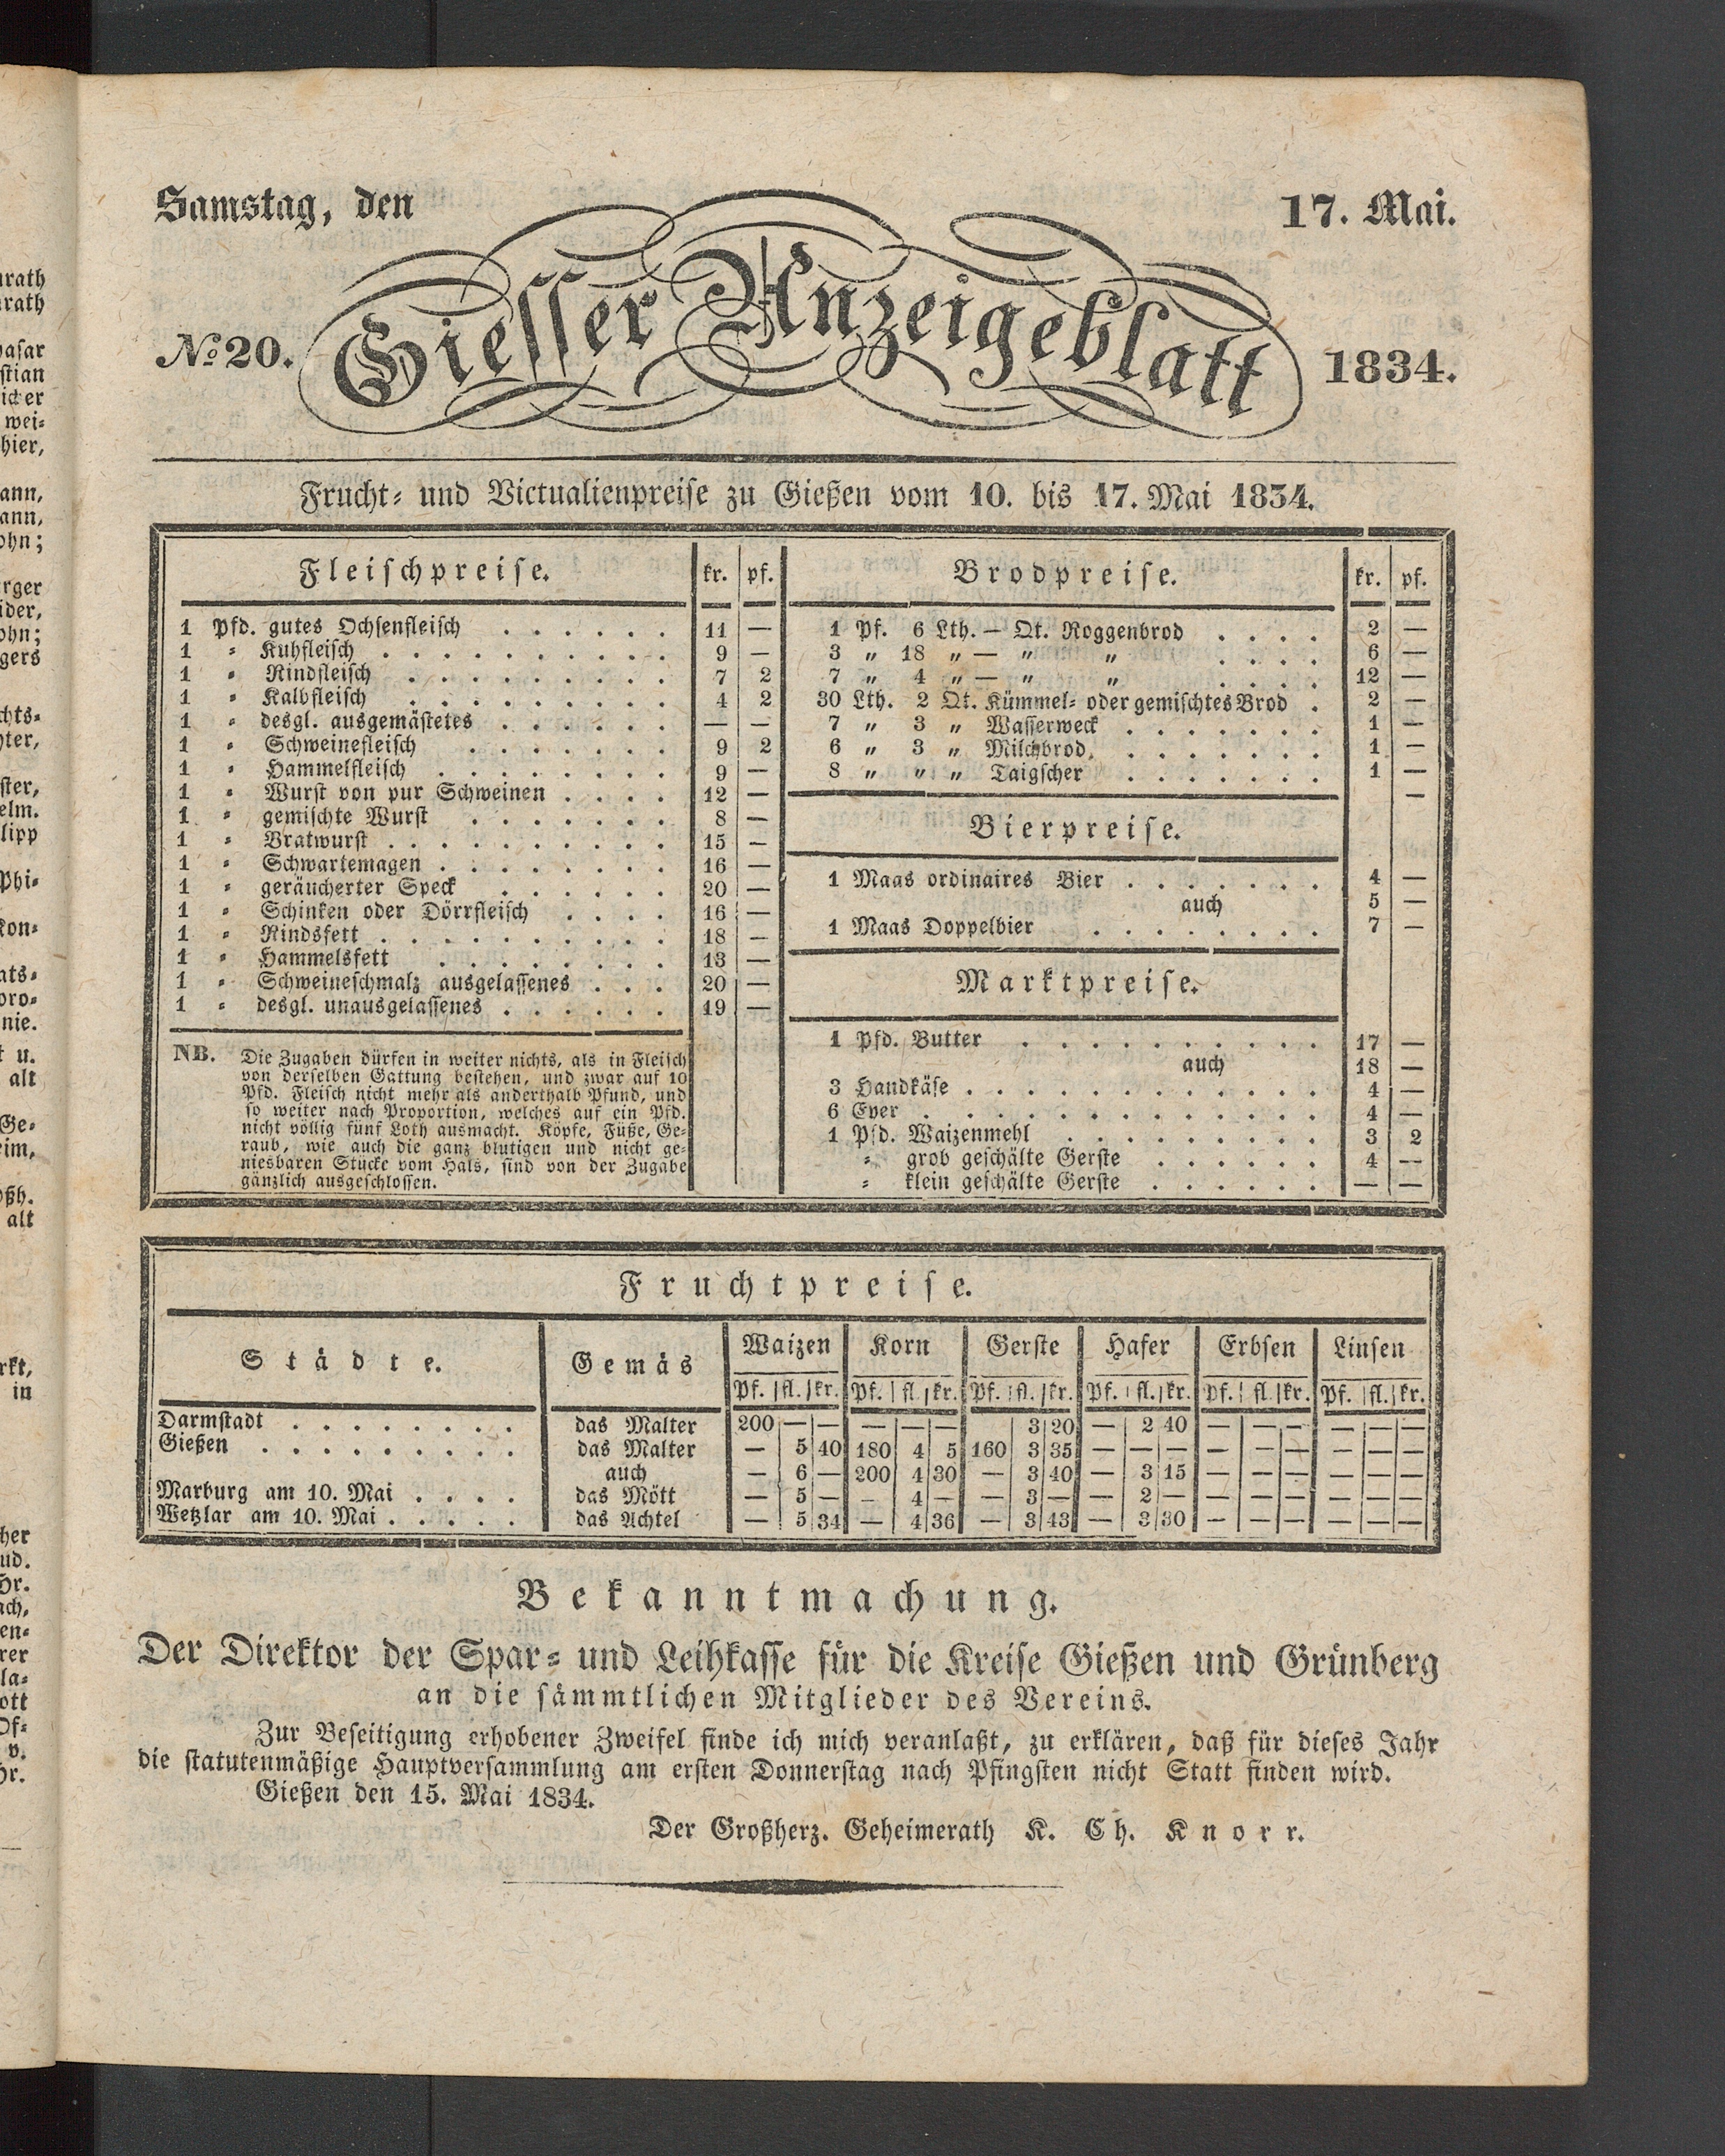 Samstag, den
17. Mai.
No. 20.
Giesser Anzeigeblatt
1834.
Frucht- und Victualienpreise zu Gießen vom 10. bis 17. Mai 1834.
Fleischpreise. kr. pf.
1 Pfd. gutes Ochsenfleisch . . . . . . 11 —
1 - Kuhfleisch . . . . . . . . . . 9 —
1 - Rindfleisch . . . . . . . . . 7 2
1 - Kalbfleisch . . . . . . . . . 4 2
1 - desgl. ausgemästetes . . . . . . — —
1 - Schweinefleisch . . . . . . . 9 2
1 - Hammelfleisch . . . . . . . . 9 —
1 - Wurst von pur Schweinen . . . . 12 —
1 - gemischte Wurst . . . . . . . 8 —
1 - Bratwurst . . . . . . . . . . 15 —
1 - Schwartemagen . . . . . . . . 16 —
1 - geräucherter Speck . . . . . . 20 —
1 - Schinken oder Dörrfleisch . . . . 16 —
1 - Rindsfett . . . . . . . . . . 18 —
1 - Hammelsfett . . . . . . . . 13 —
1 - Schweineschmalz ausgelassenes . . . 20 —
1 - desgl. unausgelassenes . . . . . . 19 —
NB. Die Zugaben dürfen in weiter nichts, als in Fleisch
von derselben Gattung bestehen, und zwar auf 10
Pfd. Fleisch nicht mehr als anderthalb Pfund, und
so weiter nach Proportion, welches auf ein Pfd.
nicht völlig fünf Loth ausmacht. Köpfe, Füße, Ge-
raub, wie auch die ganz blutigen und nicht ge-
niesbaren Stücke vom Hals, sind von der Zugabe
gänzlich ausgeschlossen.
Brodpreise. kr. pf.
1 Pf. 6 Lth. — Qt. Roggenbrod . . . . 2 —
3 " 18 " — " " . . . . 6 —
7 " 4 " — " " . . . . 12 —
30 Lth. 2 Qt. Kümmel- oder gemischtes Brod . 2 —
7 " 3 " Wasserweck . . . . . . . 1 —
6 " 3 " Milchbrod . . . . . . . . 1 —
8 " " " Taigscher . . . . . . . 1 —
—
Bierpreise.
1 Maas ordinaires Bier . . . . . . . 4 —
auch 5 —
1 Maas Doppelbier . . . . . . . . 7 —
Marktpreise.
1 Pfd. Butter . . . . . . . . . . 17 —
auch 18 —
3 Handkäse . . . . . . . . . . . . 4 —
6 Eyer . . . . . . . . . . . . . 4 —
1 Pfd. Waizenmehl . . . . . . . . . 3 2
- grob geschälte Gerste . . . . . . 4 —
- klein geschälte Gerste . . . . . . — —
Fruchtpreise.
Städte. Gemäs Waizen Korn Gerste Hafer Erbsen Linsen
Pf. fl. kr. Pf. fl kr. Pf. fl. kr. Pf. fl. kr. Pf. fl kr. Pf. fl. kr.
Darmstadt . . . . . . . . das Malter 200 — — — — — 3 20 — 2 40 — — — — — —
Gießen . . . . . . . . . das Malter — 5 40 180 4 5 160 3 35 — — — — — — — — —
auch — 6 — 200 4 30 — 3 40 — 3 15 — — — — — —
Marburg am 10. Mai . . . . das Mött — 5 — — 4 — — 3 — — 2 — — — — — — —
Wetzlar am 10. Mai . . . . . das Achtel — 5 34 — 4 36 — 3 43 — 3 30 — — — — — —
Bekanntmachung.
Der Direktor der Spar- und Leihkasse für die Kreise Gießen und Grünberg
an die sämmtlichen Mitglieder des Vereins.
Zur Beseitigung erhobener Zweifel finde ich mich veranlaßt, zu erklären, daß für dieses Jahr
die statutenmäßige Hauptversammlung am ersten Donnerstag nach Pfingsten nicht Statt finden wird.
Gießen den 15. Mai 1834.
Der Großherz. Geheimerath K. Ch. Knorr.